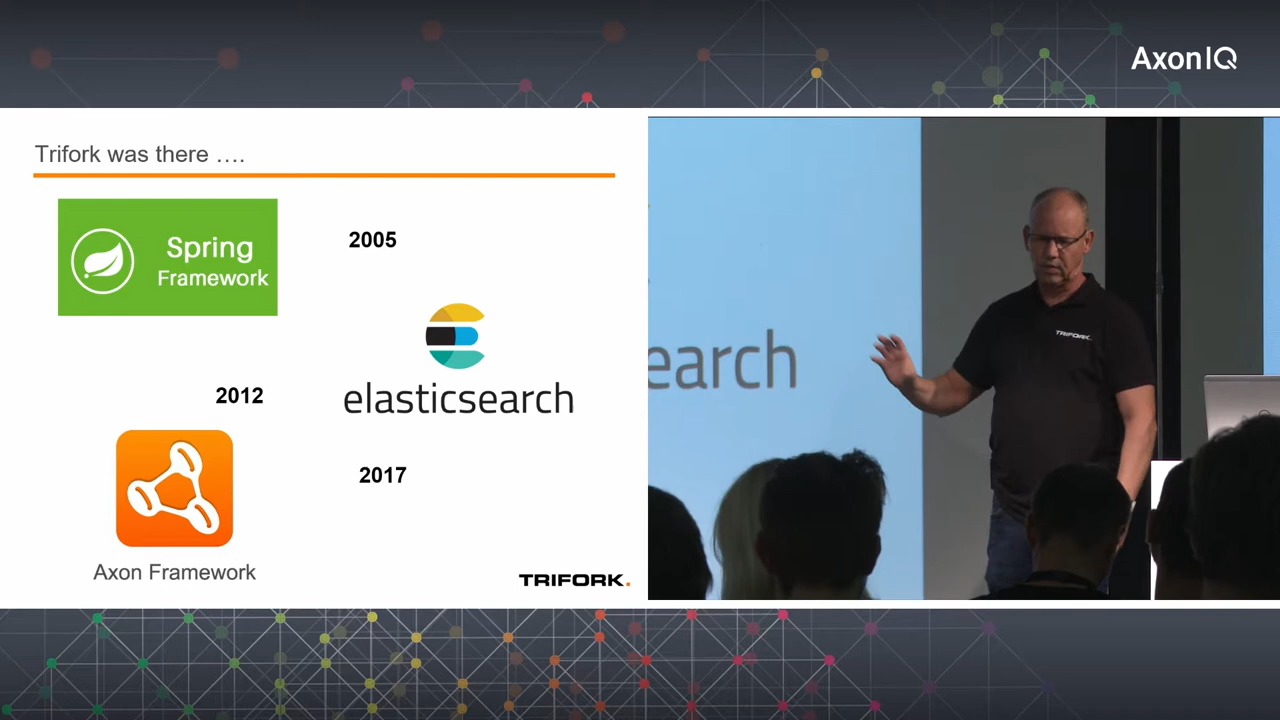 AxonIQ
Trifork was there ....
Spring
Framework
2005
elasticsearch
2012
2017
Axon Framework
TRIFORK.
earch
TRIFORK.